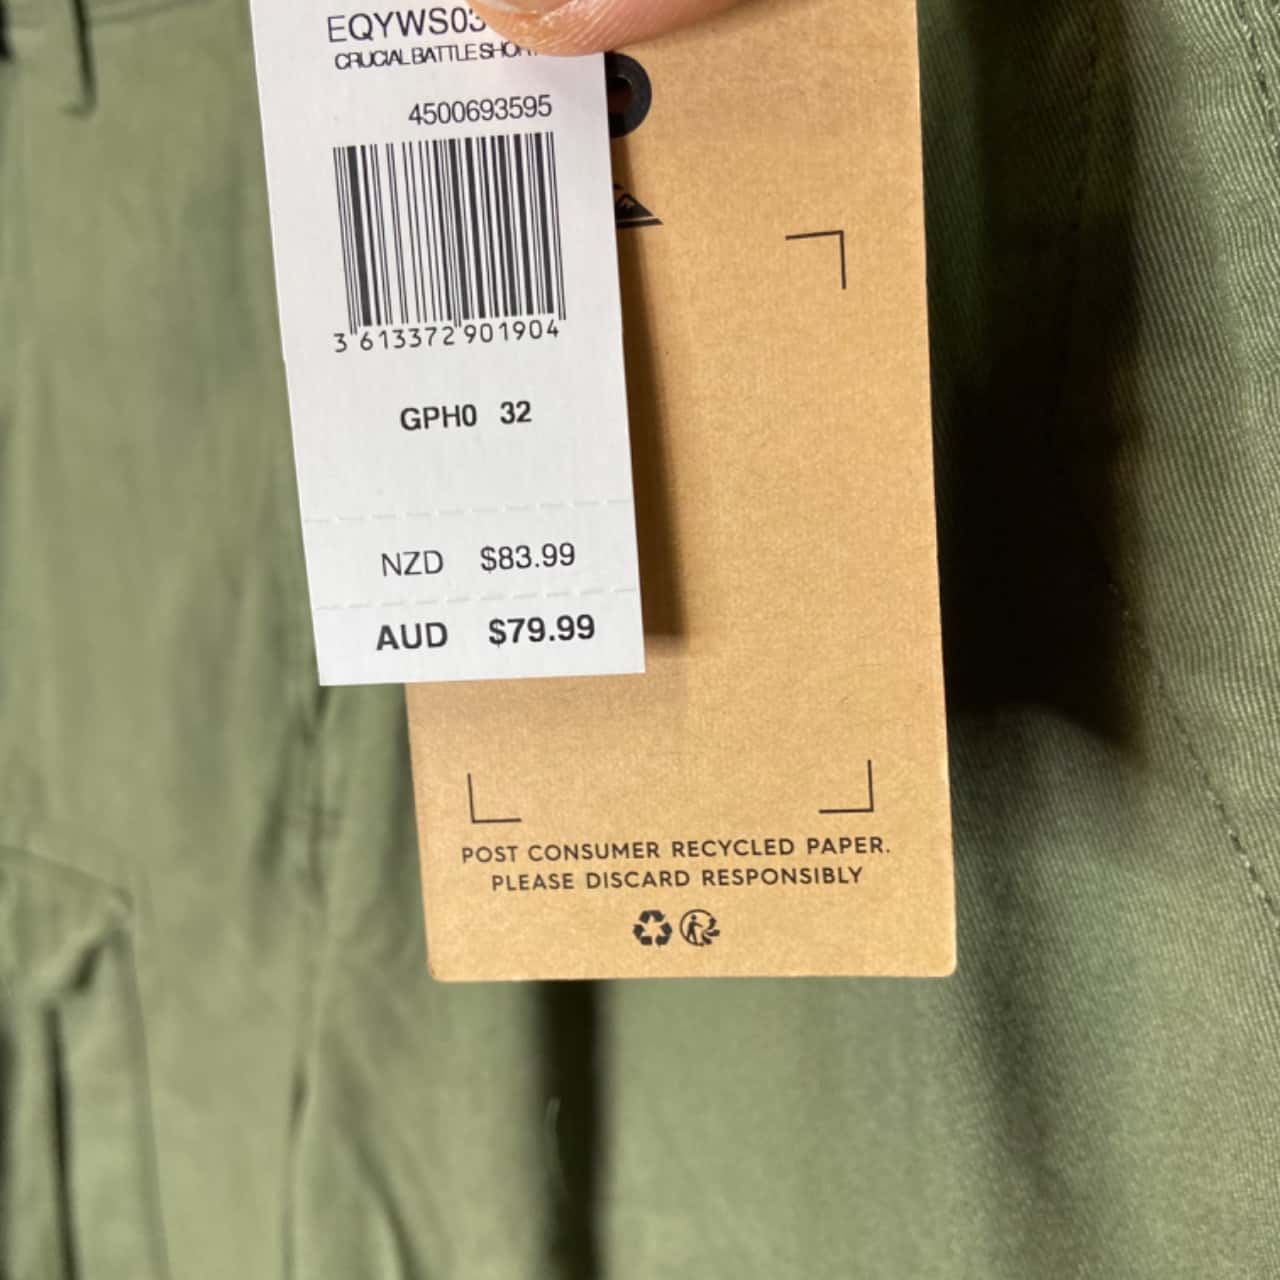 EQYWS03
CRUCIAL BATTLE
4500693595
3 613372 901904
GPH0 32
NZD $83.99
AUD $79.99
POST CONSUMER RECYCLED PAPER.
PLEASE DISCARD RESPONSIBLY